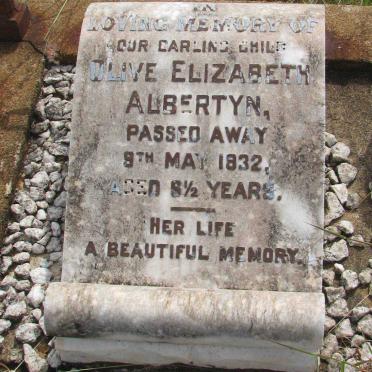 IN
LOVING MEMORY OF
OUR DARLING CHILD
OLIVE ELIZABETH
ALBERTYN,
PASSED AWAY
9TH MAY 1932,
AGED 8½ YEARS.
HER LIFE
A BEAUTIFUL MEMORY.